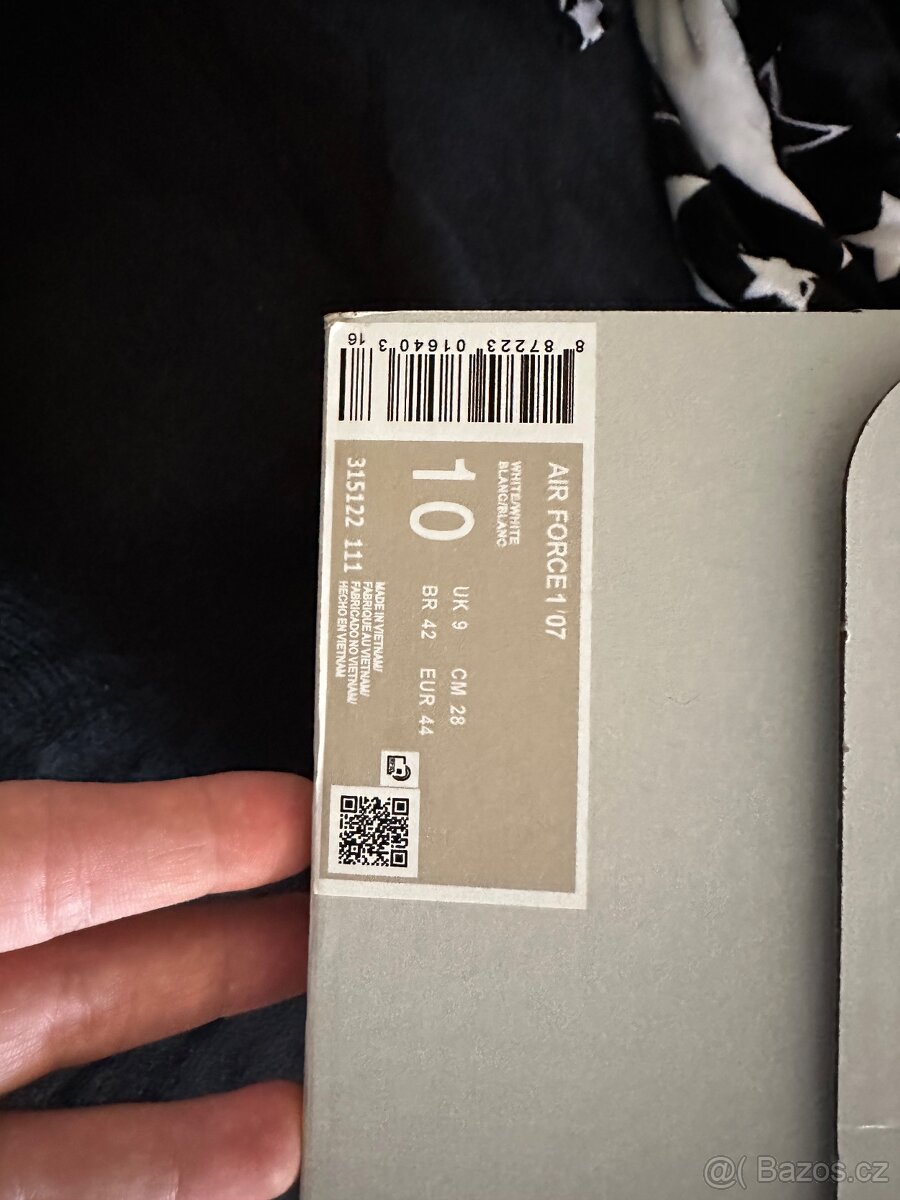 AIR FORCE 1 '07
WHITE/WHITE
BLANC/BLANC
10
UK 9 CM 28
BR 42 EUR 44
315122 111
MADE IN VIETNAM/
FABRIQUE AU VIETNAM/
FABRICADO NO VIETNAM/
HECHO EN VIETNAM
8 87223 01640 3 16
@( Bazos.cz